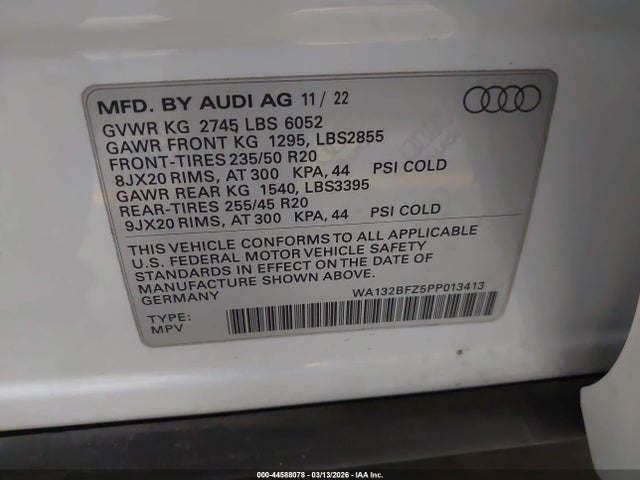 MFD. BY AUDI AG 11/ 22
GVWR KG 2745 LBS 6052
GAWR FRONT KG 1295, LBS2855
FRONT-TIRES 235/50 R20
8JX20 RIMS, AT 300 KPA, 44 PSI COLD
GAWR REAR KG 1540, LBS3395
REAR-TIRES 255/45 R20
9JX20 RIMS, AT 300 KPA, 44 PSI COLD
THIS VEHICLE CONFORMS TO ALL APPLICABLE
U.S. FEDERAL MOTOR VEHICLE SAFETY
STANDARDS IN EFFECT ON THE DATE OF
MANUFACTURE SHOWN ABOVE.
GERMANY WA132BFZ5PP013413
TYPE:
MPV
000-44588078 - 03/13/2026 - IAA Inc.